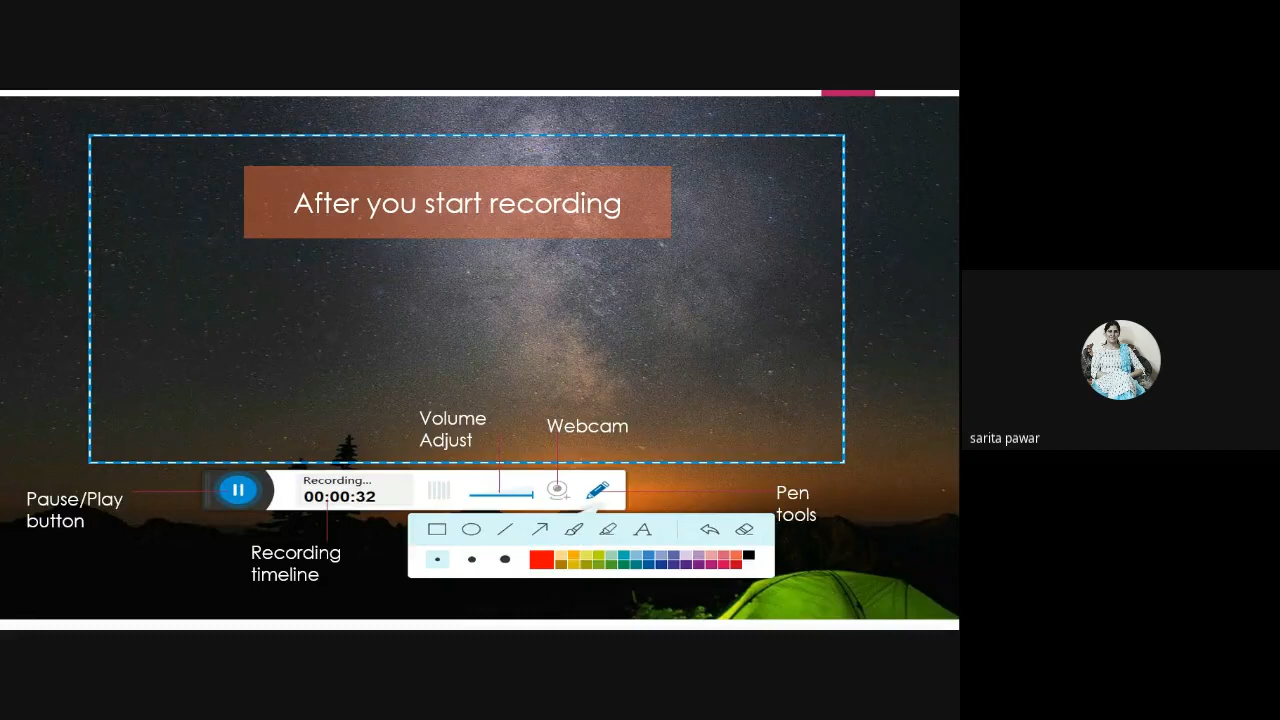 After you start recording
Volume
Adjust
Webcam
Recording...
00:00:32
Pause/Play
button
Pen
tools
A
Recording
timeline
sarita pawar